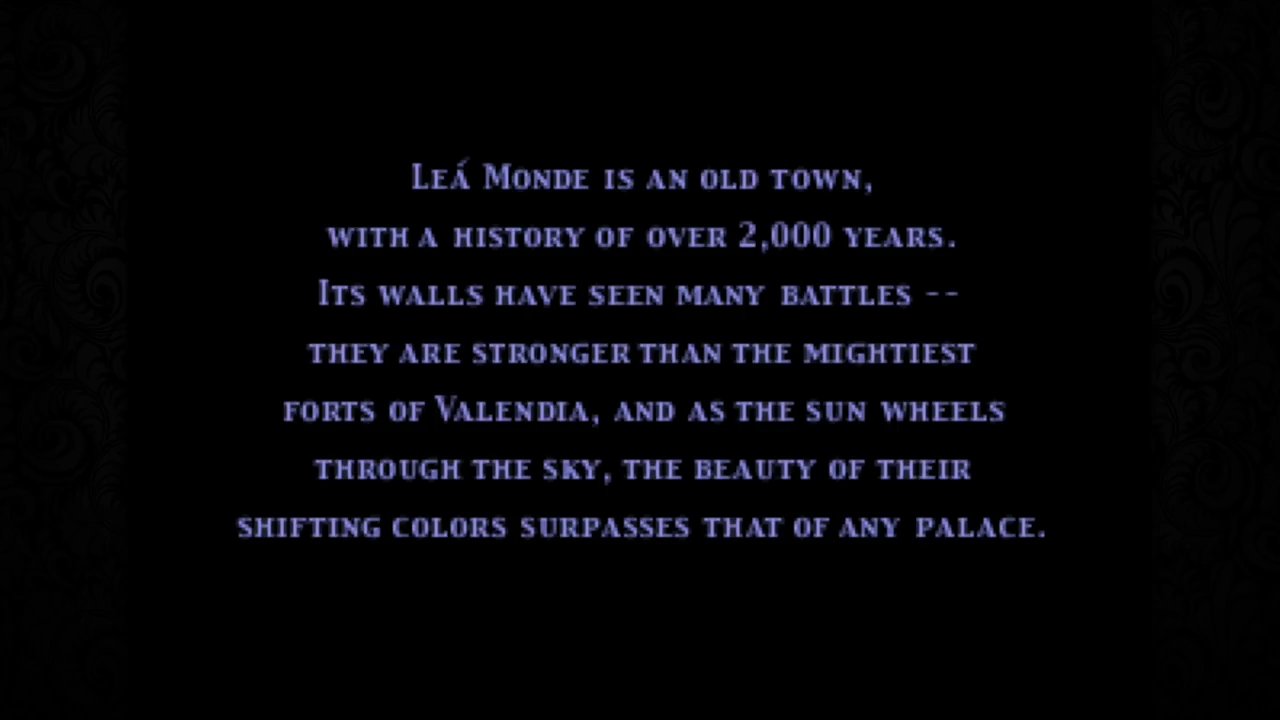 Leá Monde is an old town,
with a history of over 2,000 years.
Its walls have seen many battles --
they are stronger than the mightiest
forts of Valendia, and as the sun wheels
through the sky, the beauty of their
shifting colors surpasses that of any palace.